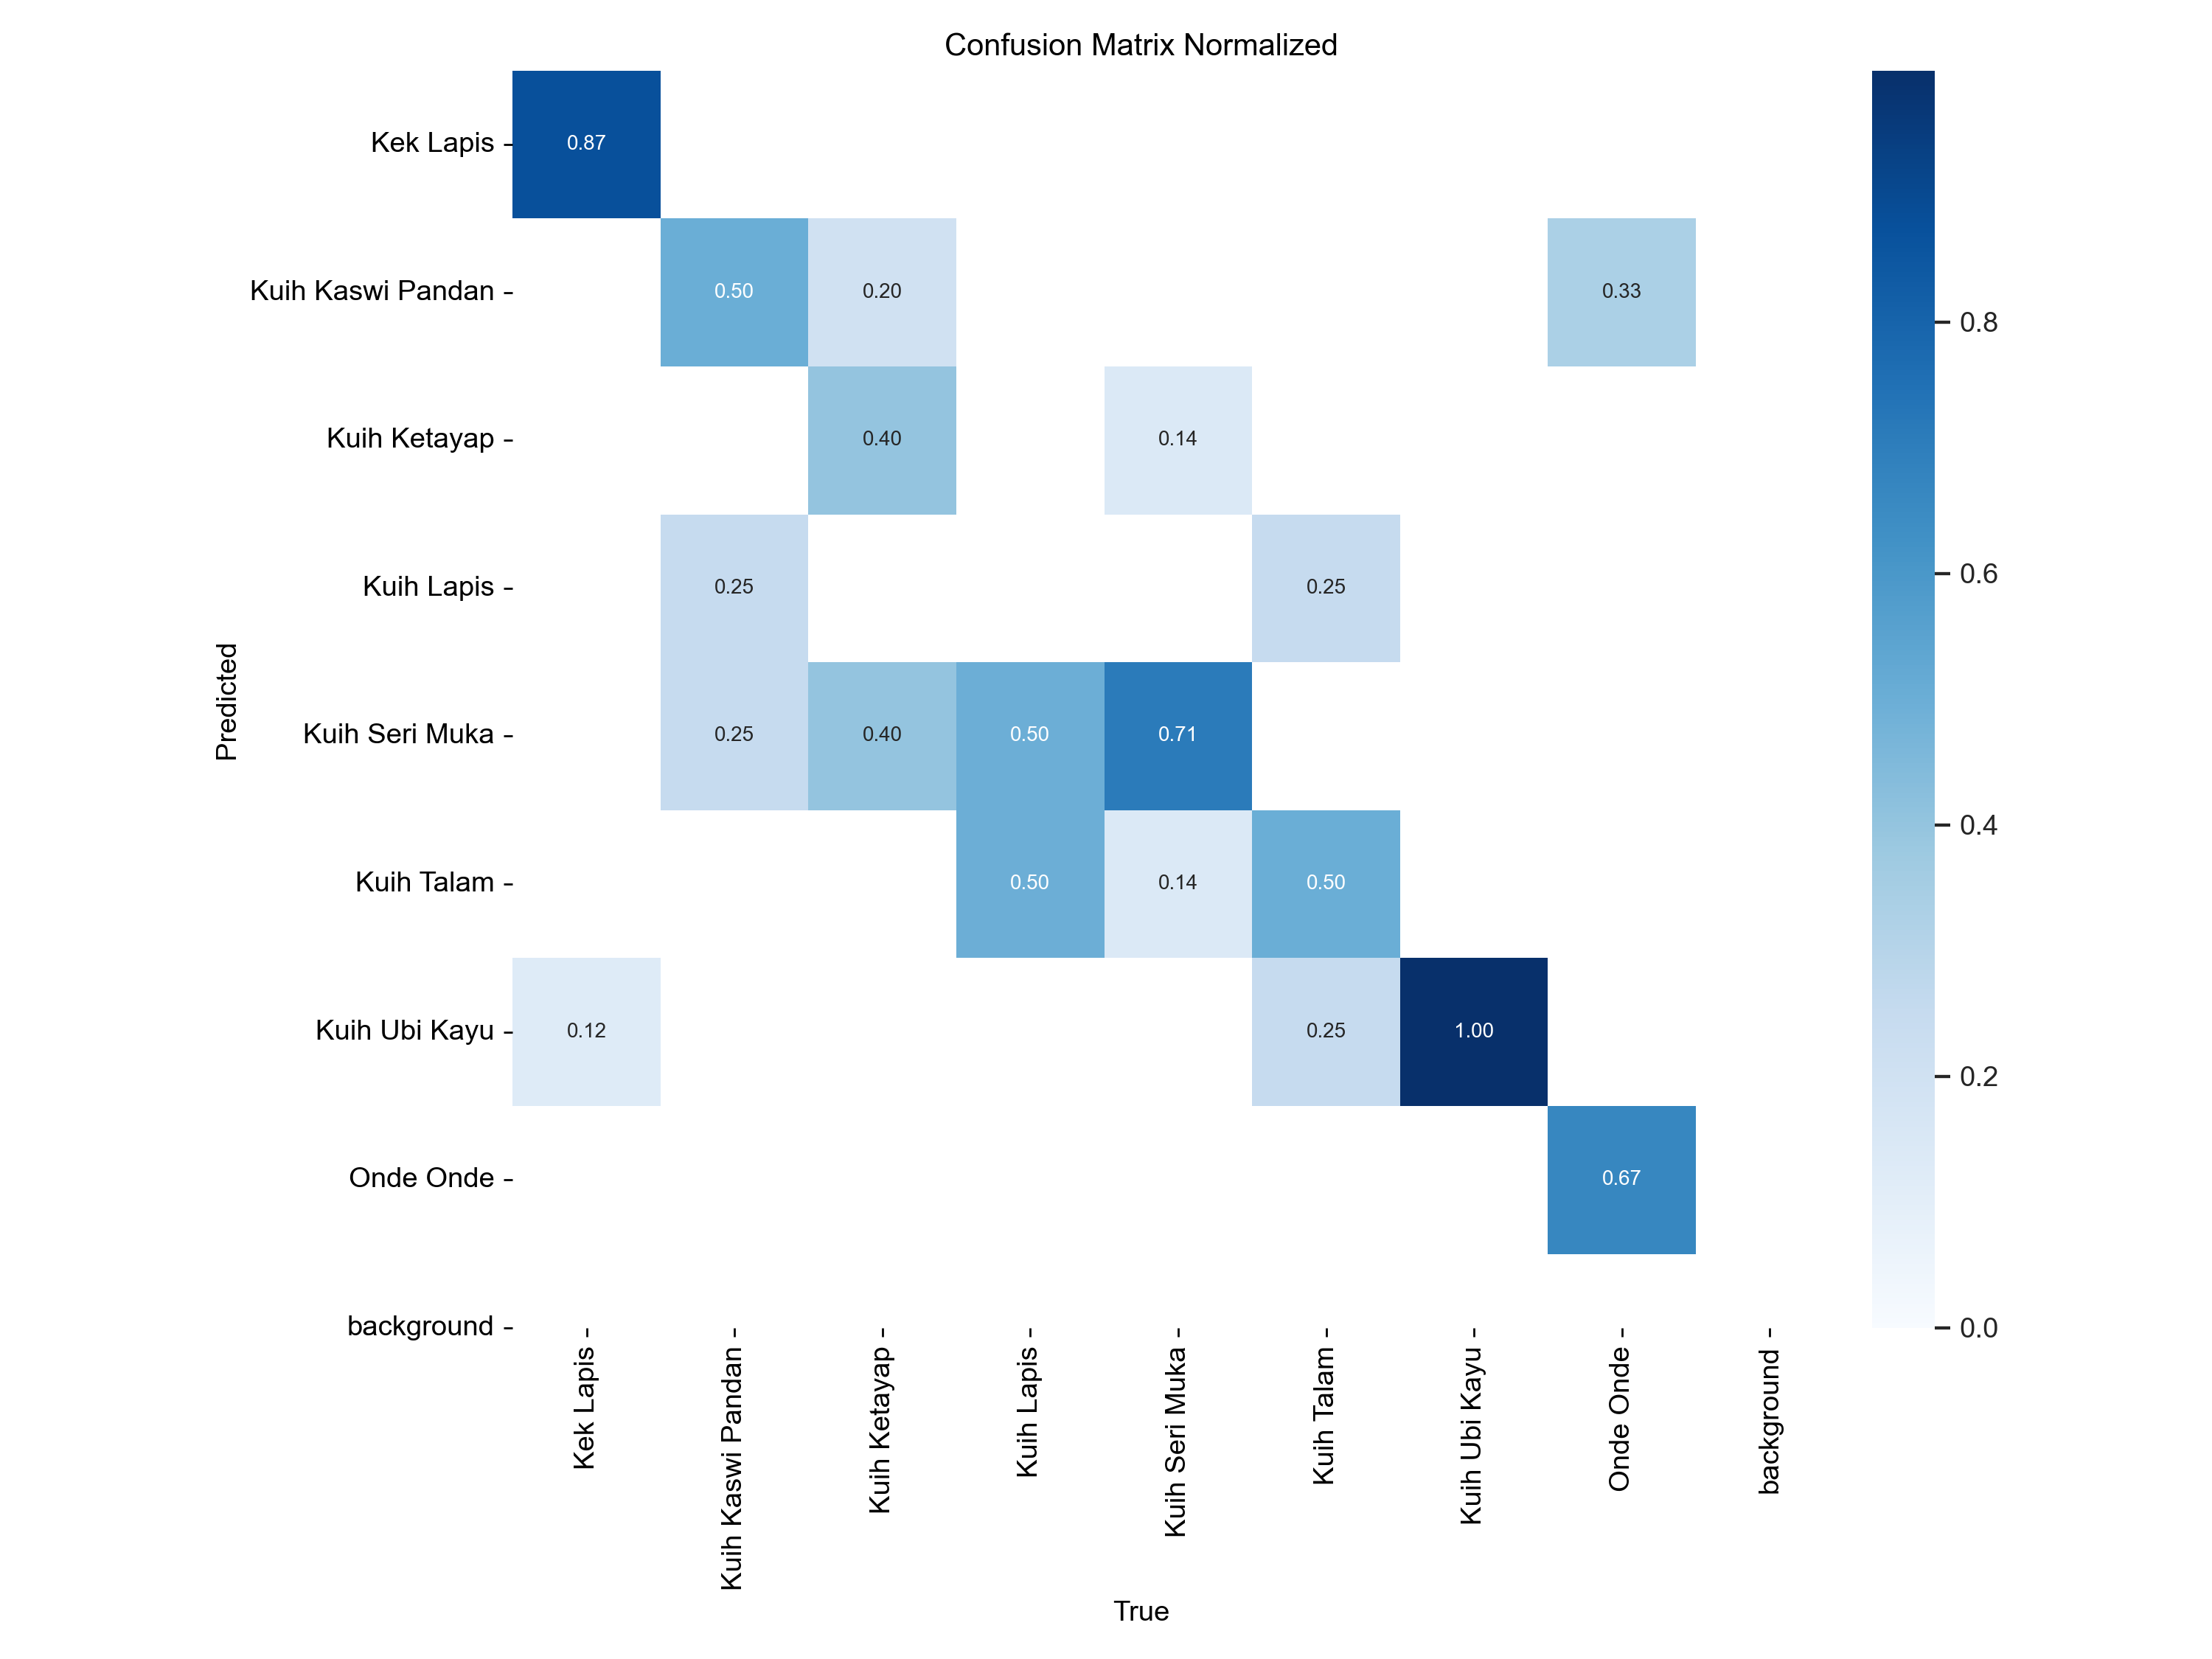 Confusion Matrix Normalized
Kek Lapis
0.87
Kuih Kaswi Pandan
0.50
0.20
0.33
Kuih Ketayap
0.40
0.14
Kuih Lapis
0.25
0.25
Kuih Seri Muka
0.25
0.40
0.50
0.71
Kuih Talam
0.50
0.14
0.50
Kuih Ubi Kayu
0.12
0.25
1.00
Onde Onde
0.67
background
Predicted
Kek Lapis
Kuih Kaswi Pandan
Kuih Ketayap
Kuih Lapis
Kuih Seri Muka
Kuih Talam
Kuih Ubi Kayu
Onde Onde
background
True
0.8
0.6
0.4
0.2
0.0